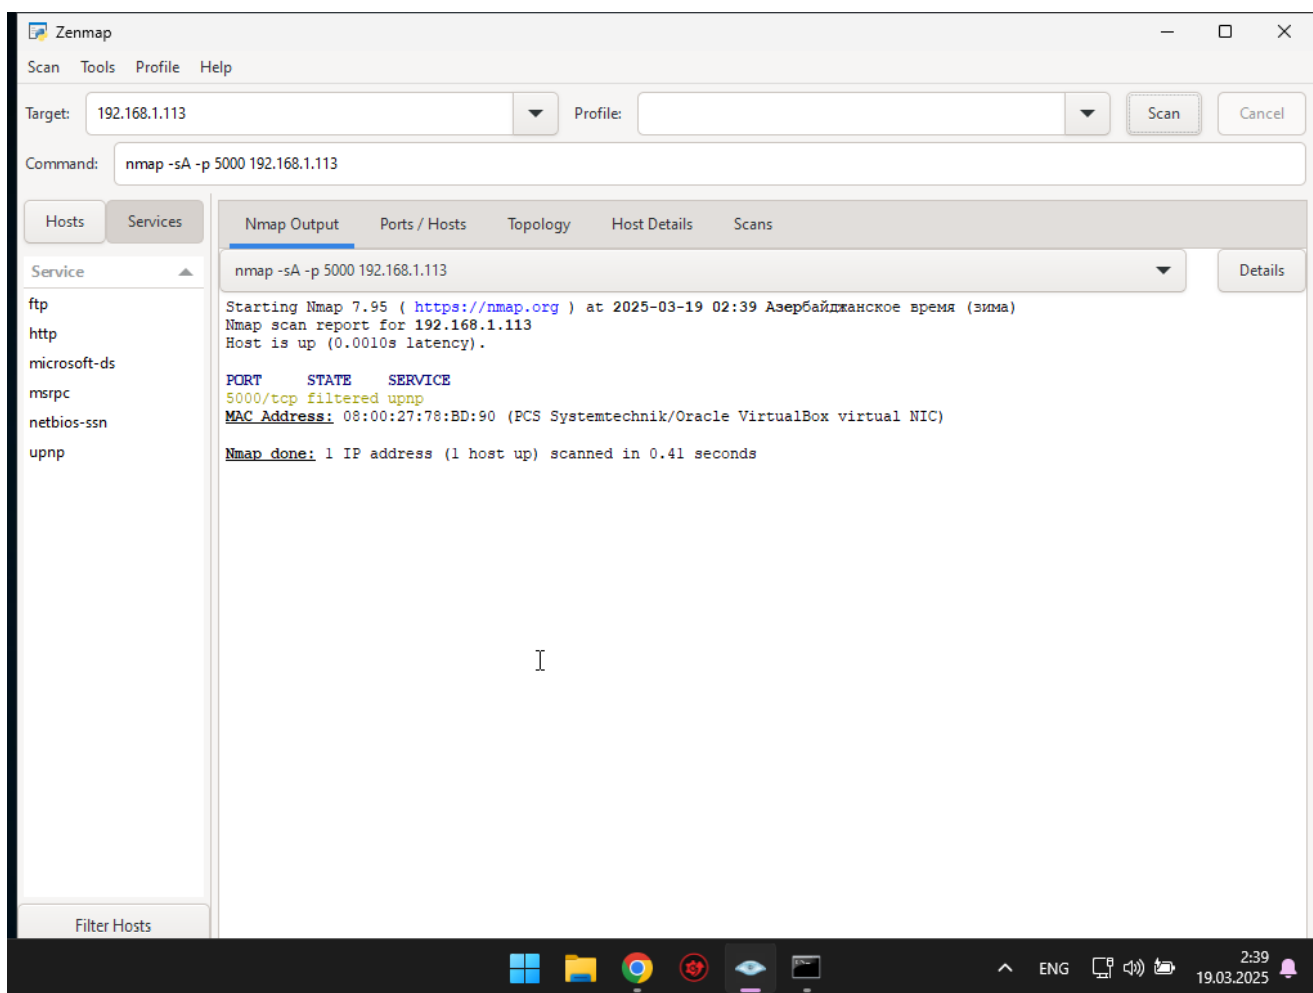 Zenmap
Scan Tools Profile Help
Target: 192.168.1.113 Profile: Scan Cancel
Command: nmap -sA -p 5000 192.168.1.113
Hosts Services
Nmap Output Ports / Hosts Topology Host Details Scans
Service
nmap -sA -p 5000 192.168.1.113 Details
ftp
http
microsoft-ds
msrpc
netbios-ssn
upnp
Starting Nmap 7.95 ( https://nmap.org ) at 2025-03-19 02:39 Азербайджанское время (зима)
Nmap scan report for 192.168.1.113
Host is up (0.0010s latency).
PORT STATE SERVICE
5000/tcp filtered upnp
MAC Address: 08:00:27:78:BD:90 (PCS Systemtechnik/Oracle VirtualBox virtual NIC)
Nmap done: 1 IP address (1 host up) scanned in 0.41 seconds
Filter Hosts
ENG
2:39
19.03.2025